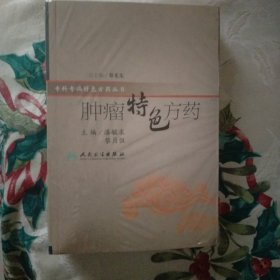 专科专病特色方药丛书
肿瘤特色方药
主编 潘敏求
黎月恒
人民卫生出版社